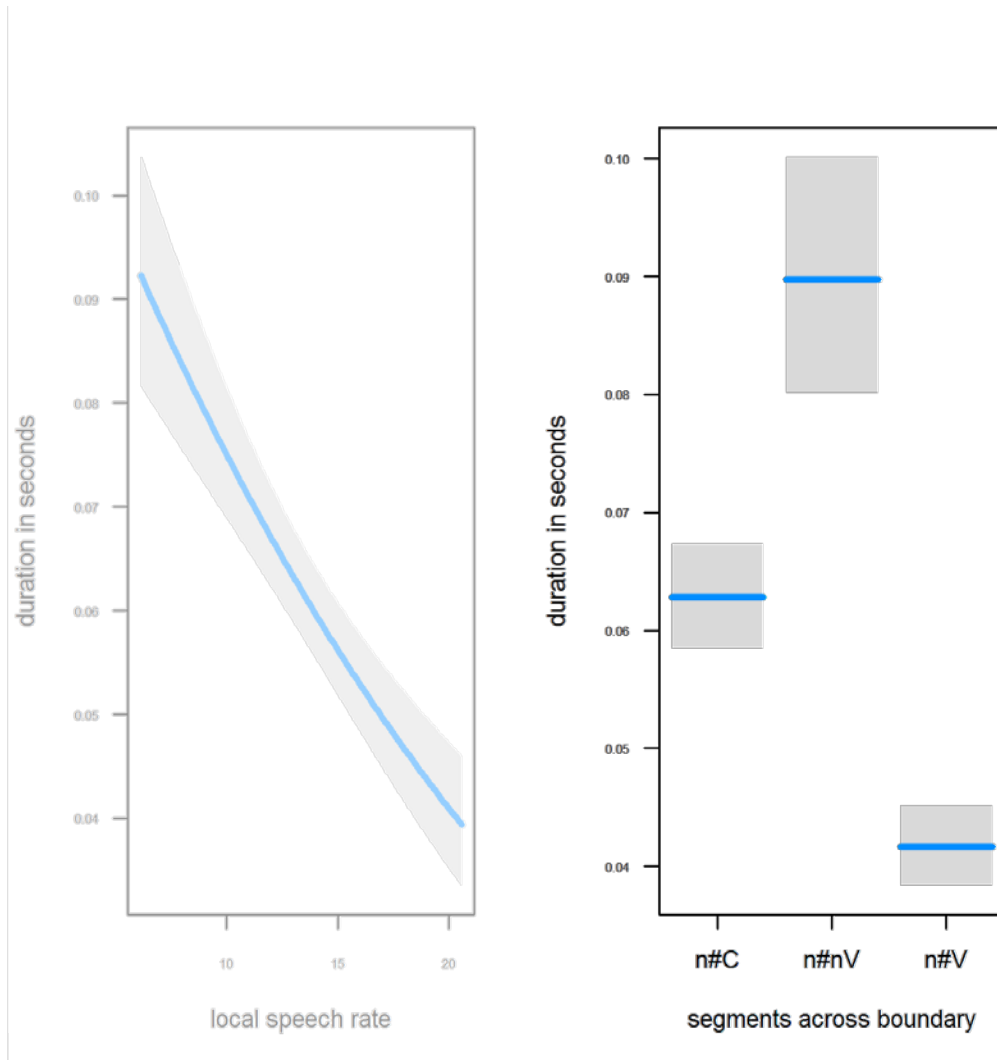 duration in seconds
0.10
0.09
0.08
0.07
0.06
0.05
0.04
10 15 20
local speech rate
duration in seconds
0.10
0.09
0.08
0.07
0.06
0.05
0.04
n#C n#nV n#V
segments across boundary